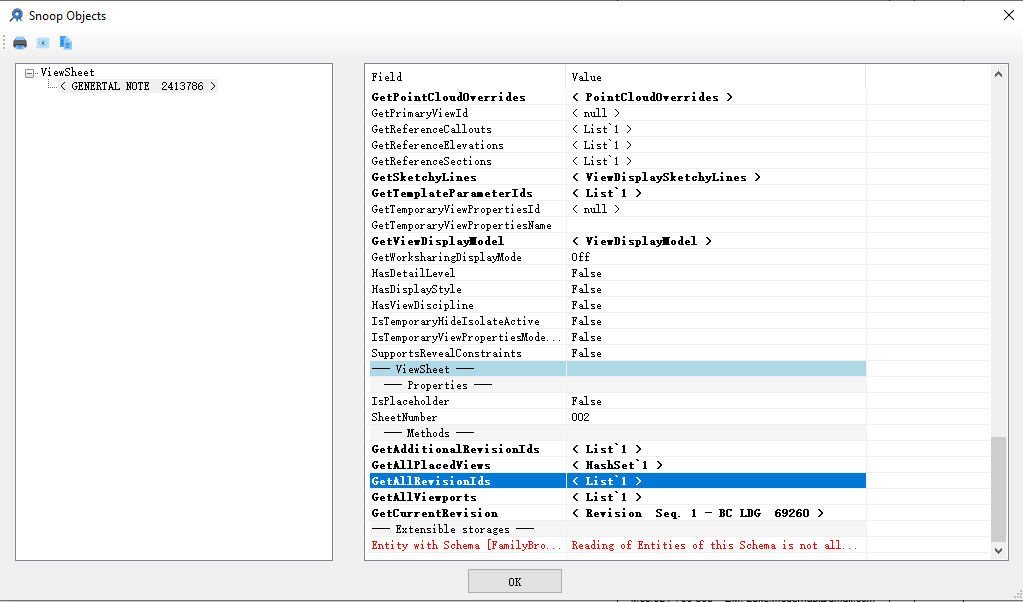 Snoop Objects
ViewSheet
< GENERTAL NOTE 2413786 >
Field Value
GetPointCloudOverrides < PointCloudOverrides >
GetPrimaryViewId < null >
GetReferenceCallouts < List`1 >
GetReferenceElevations < List`1 >
GetReferenceSections < List`1 >
GetSketchyLines < ViewDisplaySketchyLines >
GetTemplateParameterIds < List`1 >
GetTemporaryViewPropertiesId < null >
GetTemporaryViewPropertiesName
GetViewDisplayModel < ViewDisplayModel >
GetWorksharingDisplayMode Off
HasDetailLevel False
HasDisplayStyle False
HasViewDiscipline False
IsTemporaryHideIsolateActive False
IsTemporaryViewPropertiesMode... False
SupportsRevealConstraints False
— ViewSheet —
— Properties —
IsPlaceholder False
SheetNumber 002
— Methods —
GetAdditionalRevisionIds < List`1 >
GetAllPlacedViews < HashSet`1 >
GetAllRevisionIds < List`1 >
GetAllViewports < List`1 >
GetCurrentRevision < Revision Seq. 1 - BC LDG 69260 >
— Extensible storages —
Entity with Schema [FamilyBro... Reading of Entities of this Schema is not all...
OK